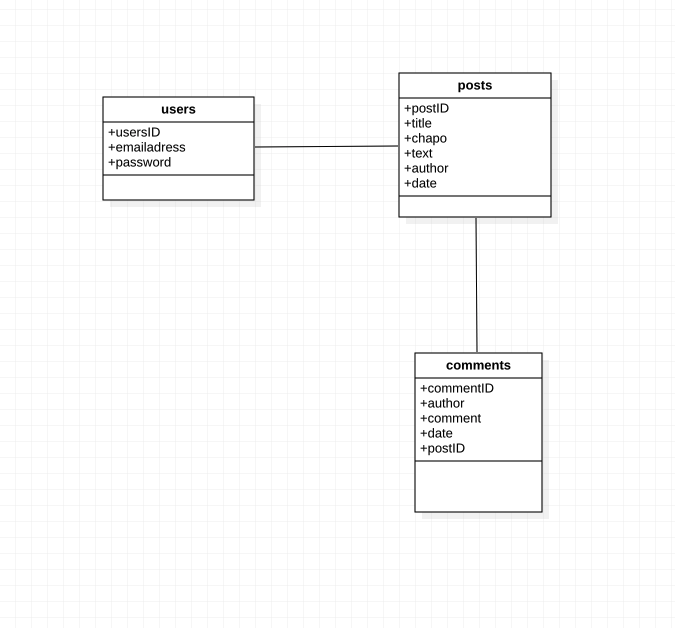 users
+usersID
+emailadress
+password
posts
+postID
+title
+chapo
+text
+author
+date
comments
+commentID
+author
+comment
+date
+postID